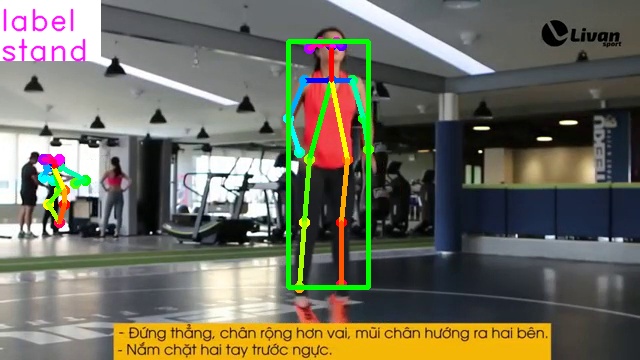 label
stand
Livan
sport
UDEFIT
- Đứng thẳng, chân rộng hơn vai, mũi chân hướng ra hai bên.
- Nắm chặt hai tay trước ngực.